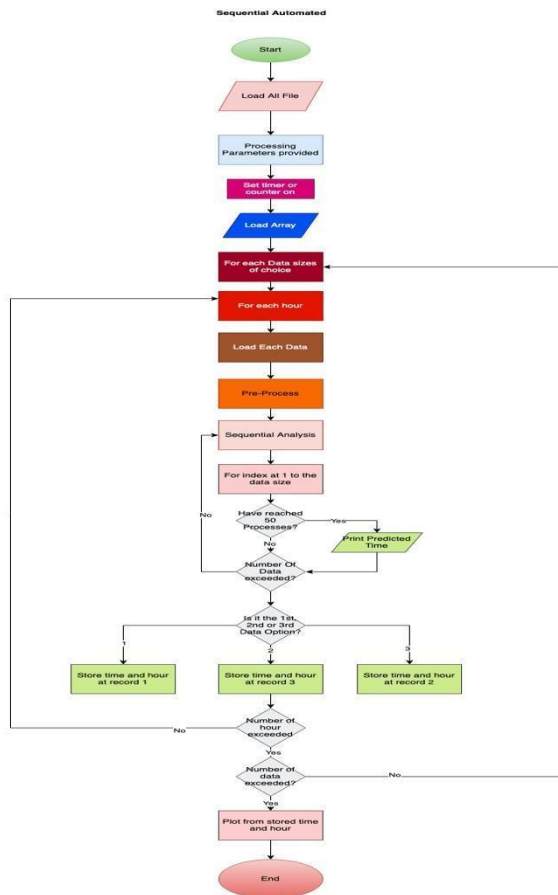 Sequential Automated
Start
Load All File
Processing
Parameters provided
Set timer or
counter on
Load Array
For each Data sizes
of choice
For each hour
Load Each Data
Pre-Process
Sequential Analysis
For index at 1 to the
data size
Have reached
50
Processes?
Yes
Print Predicted
Time
No
No
Number Of
Data
exceeded?
Is it the 1st,
2nd or 3rd
Data Option?
1
2
3
Store time and hour
at record 1
Store time and hour
at record 3
Store time and hour
at record 2
Number of
hour
exceeded
No
Yes
Number of
data
exceeded?
No
Yes
Plot from stored time
and hour
End